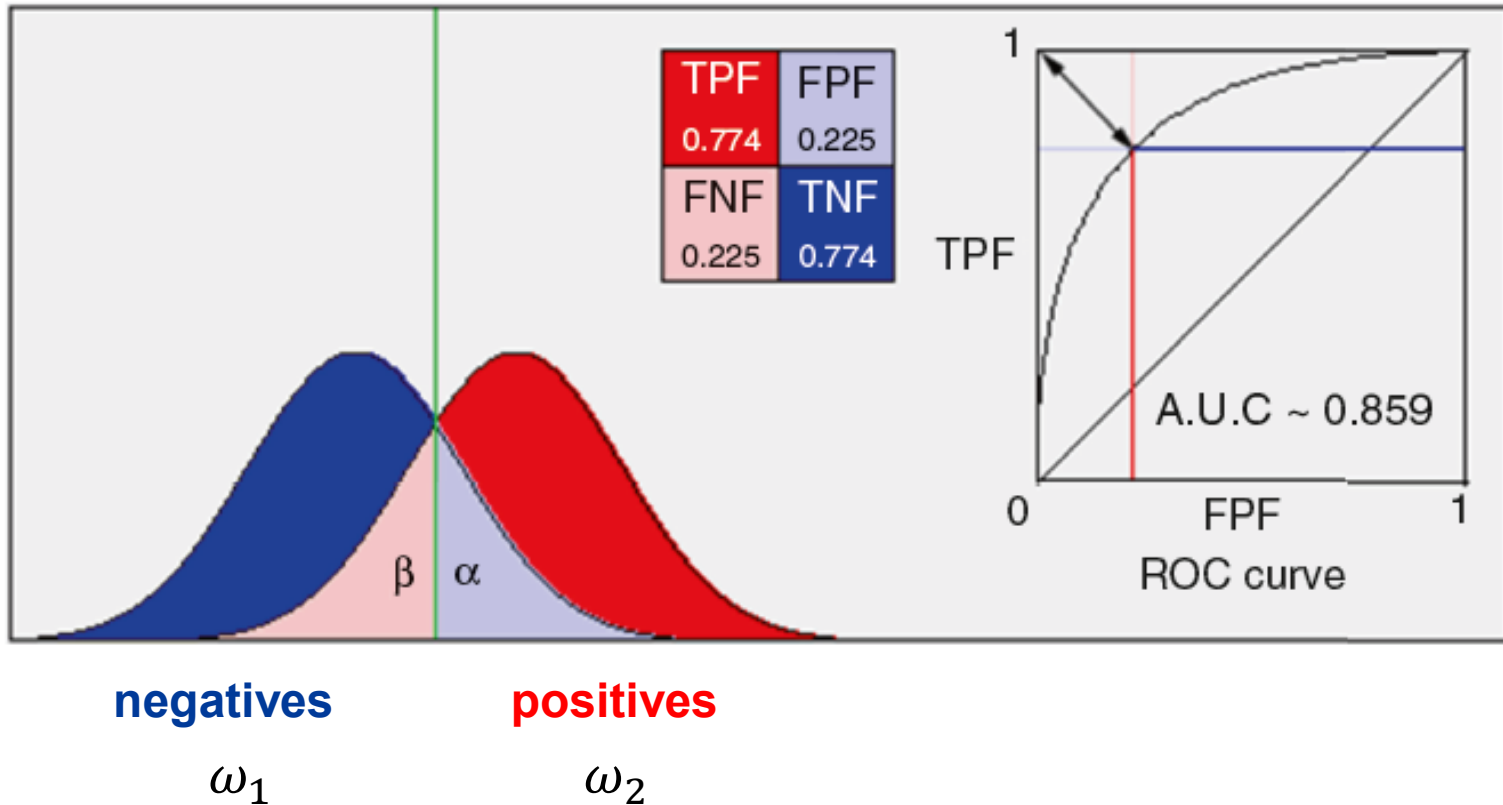 TPF FPF
0.774 0.225
FNF TNF
0.225 0.774
1
TPF
A.U.C ~ 0.859
0 FPF 1
ROC curve
β α
negatives positives
ω1 ω2